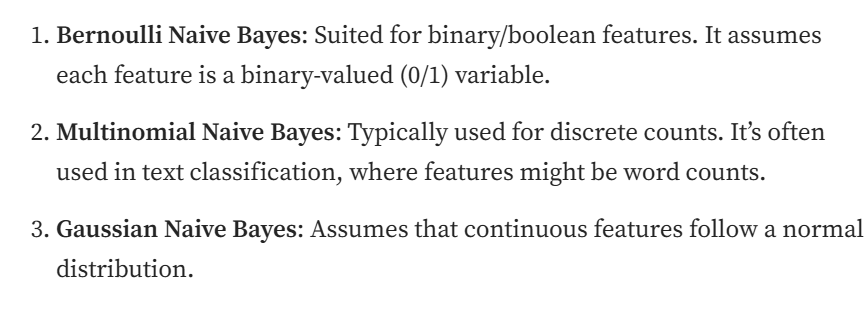 1. Bernoulli Naive Bayes: Suited for binary/boolean features. It assumes
each feature is a binary-valued (0/1) variable.
2. Multinomial Naive Bayes: Typically used for discrete counts. It’s often
used in text classification, where features might be word counts.
3. Gaussian Naive Bayes: Assumes that continuous features follow a normal
distribution.